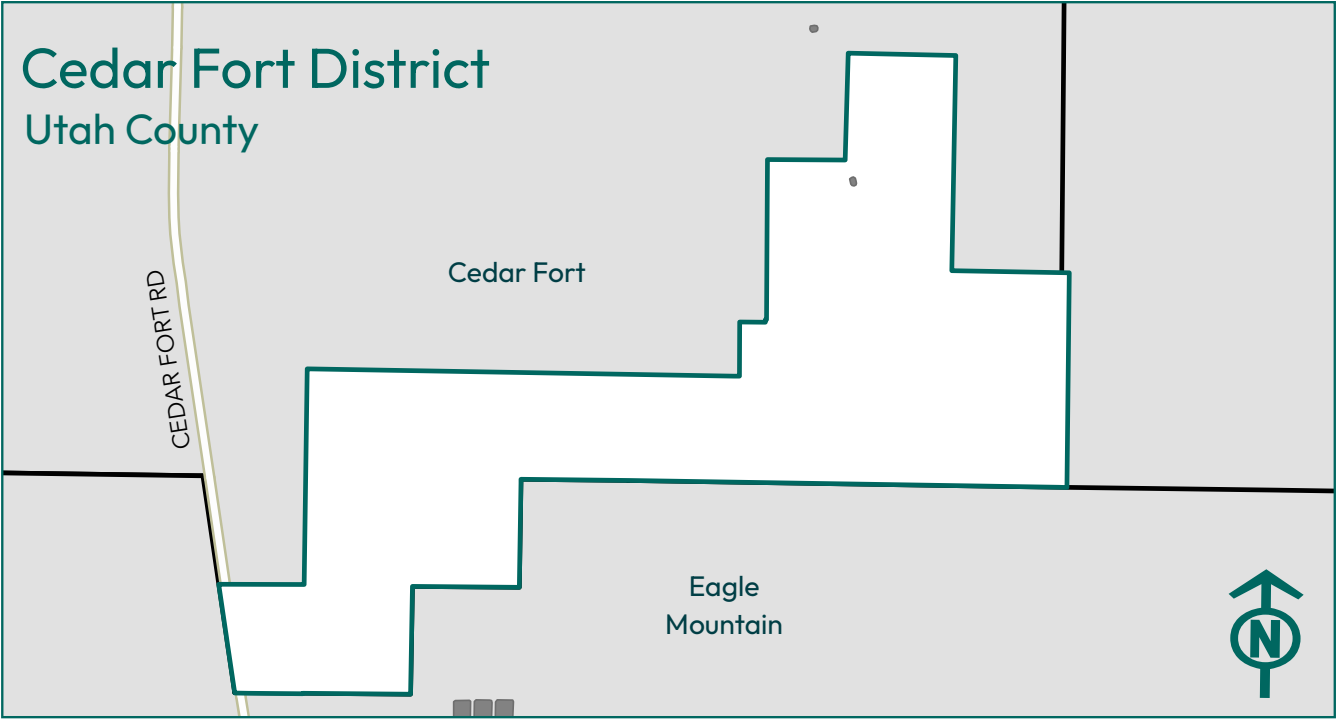 Cedar Fort District
Utah County
Cedar Fort
CEDAR FORT RD
Eagle
Mountain
N